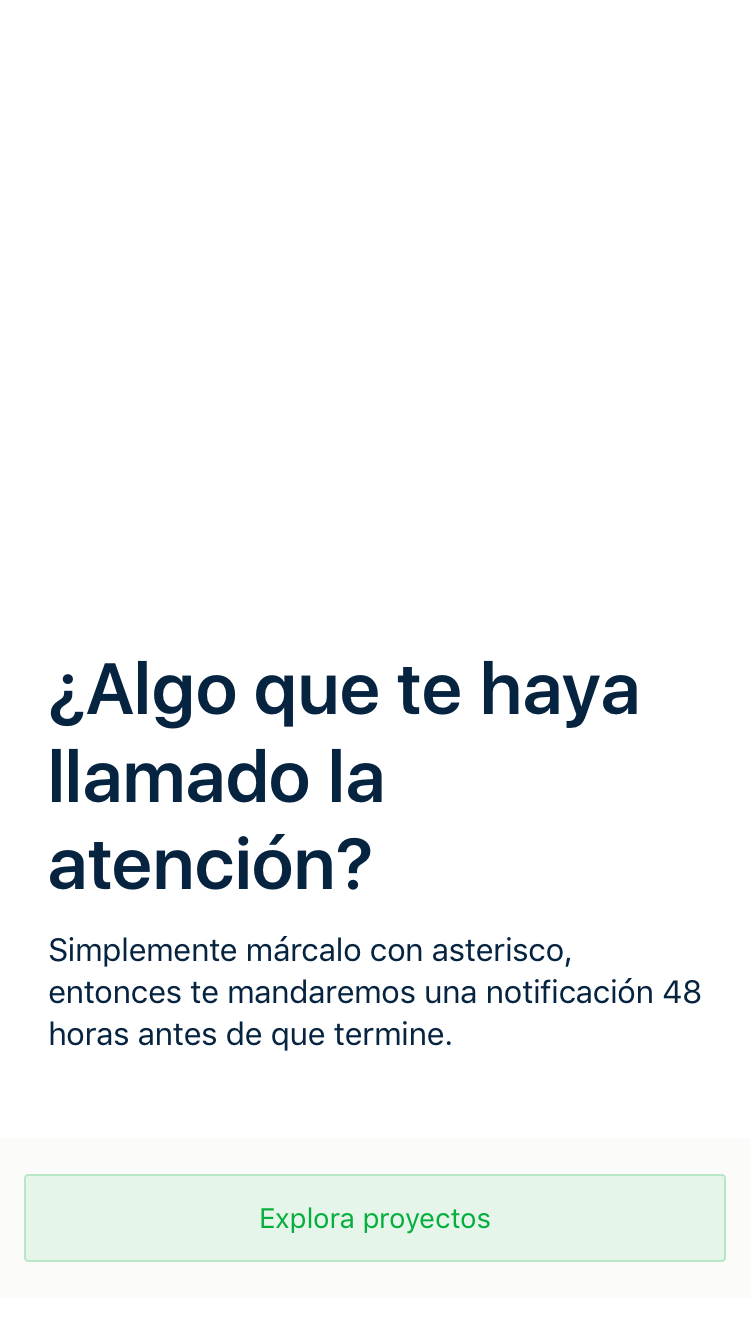 ¿Algo que te haya
llamado la
atención?
Simplemente márcalo con asterisco,
entonces te mandaremos una notificación 48
horas antes de que termine.
Explora proyectos